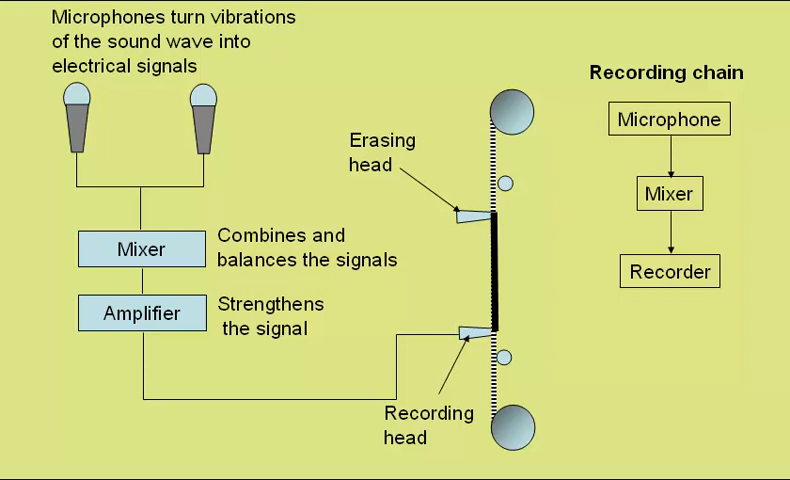 Microphones turn vibrations
of the sound wave into
electrical signals
Mixer
Combines and
balances the signals
Amplifier
Strengthens
the signal
Erasing
head
Recording
head
Recording chain
Microphone
Mixer
Recorder